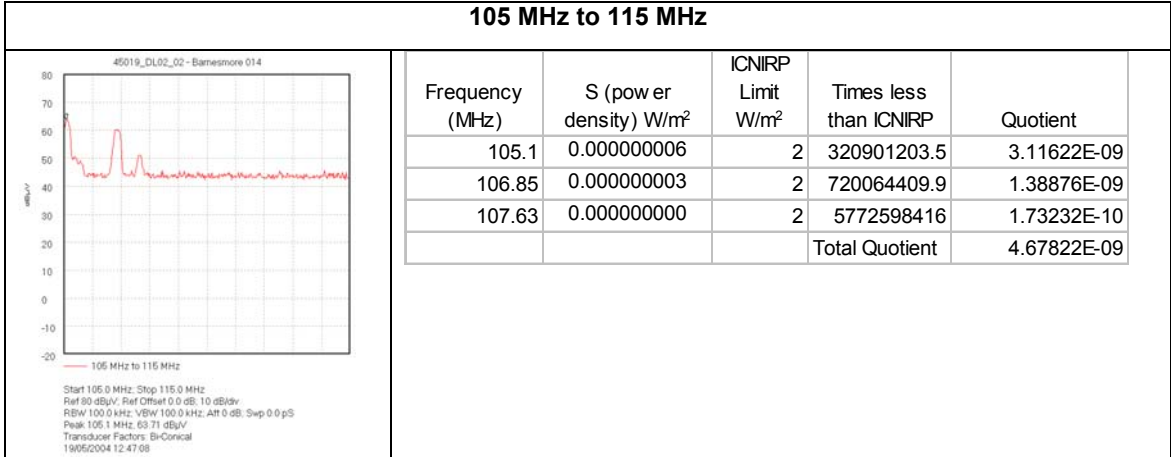 105 MHz to 115 MHz
45019_DL02_02 - Barnesmore 014
80
70
60
50
40
30
20
10
0
-10
-20
dBµV
105 MHz to 115 MHz
Start 105.0 MHz; Stop 115.0 MHz
Ref 80 dBµV; Ref Offset 0.0 dB; 10 dB/div
RBW 100.0 kHz; VBW 100.0 kHz; Att 0 dB; Swp 0.0 pS
Peak 105.1 MHz, 63.71 dBµV
Transducer Factors: Bi-Conical
19/05/2004 12:47:08
Frequency (MHz) S (pow er density) W/m² ICNIRP Limit W/m² Times less than ICNIRP Quotient
105.1 0.000000006 2 320901203.5 3.11622E-09
106.85 0.000000003 2 720064409.9 1.38876E-09
107.63 0.000000000 2 5772598416 1.73232E-10
Total Quotient 4.67822E-09